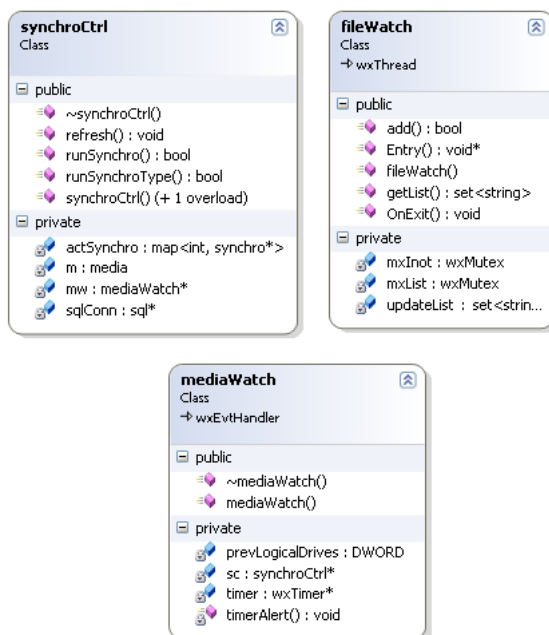 synchroCtrl
Class
public
~synchroCtrl()
refresh() : void
runSynchro() : bool
runSynchroType() : bool
synchroCtrl() (+ 1 overload)
private
actSynchro : map<int, synchro*>
m : media
mw : mediaWatch*
sqlConn : sql*
fileWatch
Class
wxThread
public
add() : bool
Entry() : void*
fileWatch()
getList() : set<string>
OnExit() : void
private
mxInot : wxMutex
mxList : wxMutex
updateList : set<strin...
mediaWatch
Class
wxEvtHandler
public
~mediaWatch()
mediaWatch()
private
prevLogicalDrives : DWORD
sc : synchroCtrl*
timer : wxTimer*
timerAlert() : void